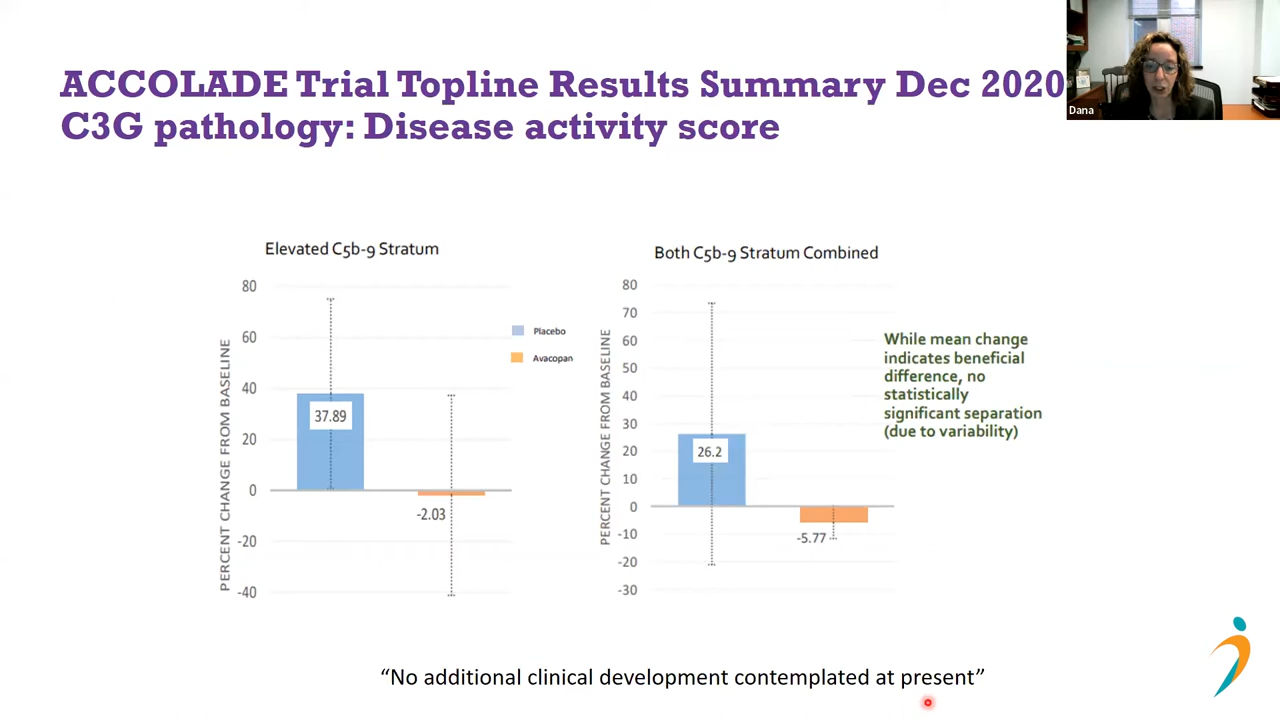 ACCOLADE Trial Topline Results Summary Dec 2020
C3G pathology: Disease activity score
Dana
Elevated C5b-9 Stratum
80
60
40
20
0
-20
-40
PERCENT CHANGE FROM BASELINE
37.89
-2.03
Placebo
Avacopan
Both C5b-9 Stratum Combined
80
70
60
50
40
30
20
10
0
-10
-20
-30
PERCENT CHANGE FROM BASELINE
26.2
-5.77
While mean change
indicates beneficial
difference, no
statistically
significant separation
(due to variability)
“No additional clinical development contemplated at present”